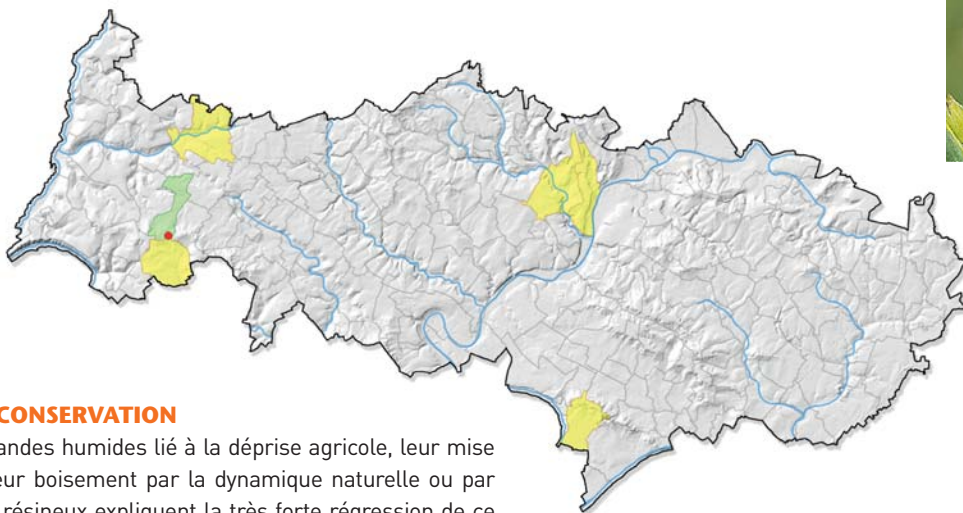 CONSERVATION
andes humides lié à la déprise agricole, leur mise
eur boisement par la dynamique naturelle ou par
résineux expliquent la très forte régression de ce